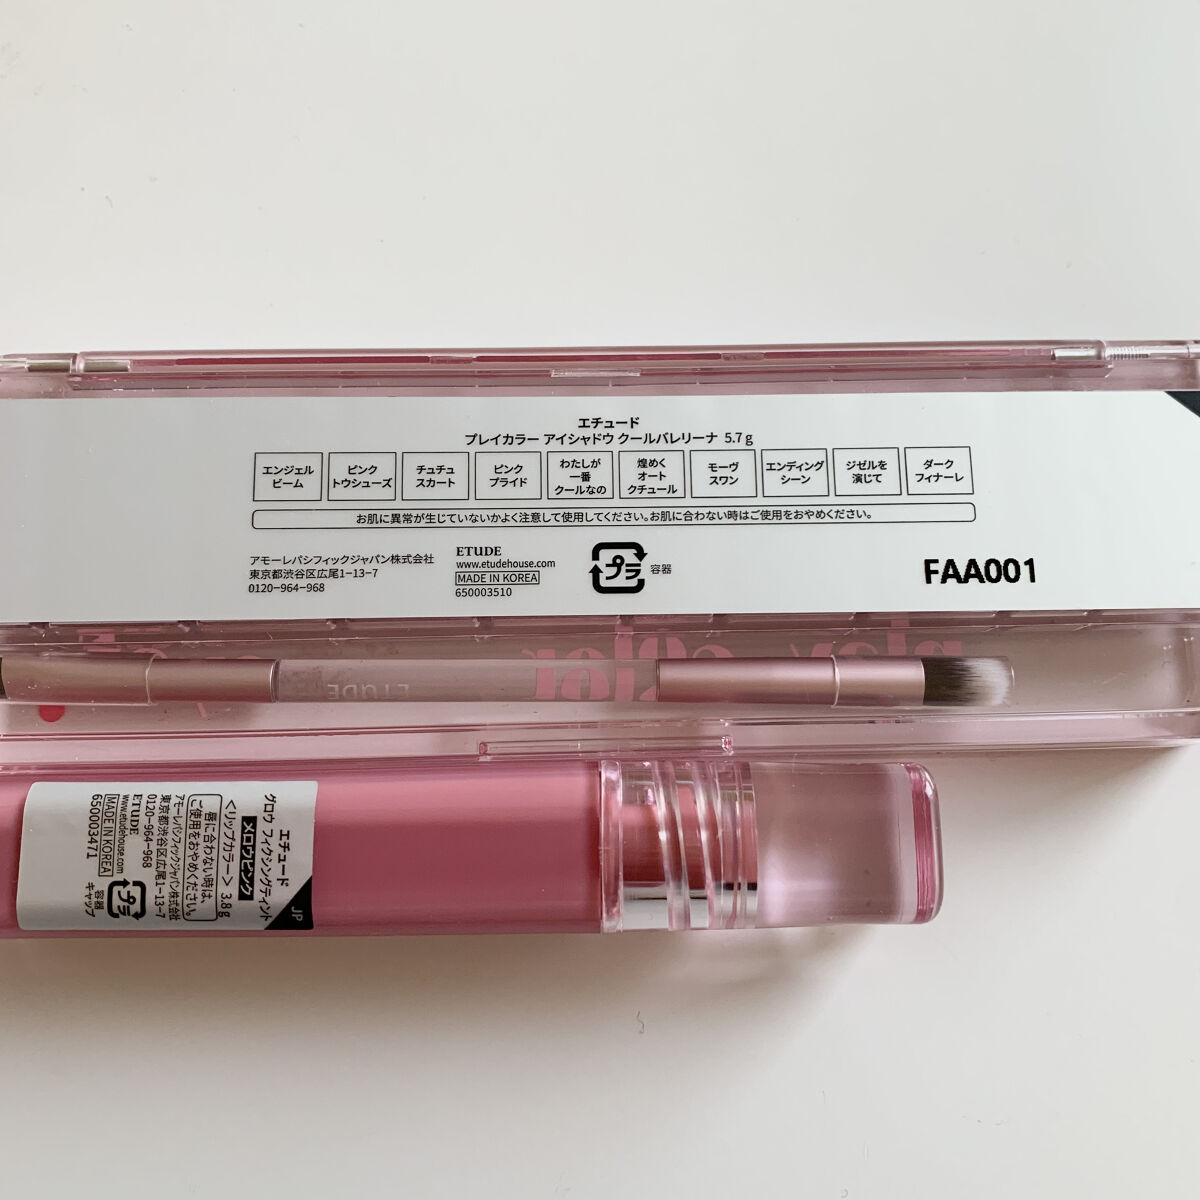 エチュード
プレイカラー アイシャドウ クールバレリーナ 5.7g
エンジェル
ビーム
ピンク
トウシューズ
チュチュ
スカート
ピンク
プライド
わたしが
一番
クールなの
煌めく
オート
クチュール
モーヴ
スワン
エンディング
シーン
ジゼルを
演じて
ダーク
フィナーレ
お肌に異常が生じていないかよく注意して使用してください。お肌に合わない時はご使用をおやめください。
アモーレパシフィックジャパン株式会社
東京都渋谷区広尾1-13-7
0120-964-968
ETUDE
www.etudehouse.com
MADE IN KOREA
650003510
プラ
容器
FAA001
play color
ETUDE
エチュード
グロウ フィクシングティント
メロウピンク
<リップカラー> 3.8g
唇に合わない時は、
ご使用をおやめください。
アモーレパシフィックジャパン株式会社
東京都渋谷区広尾1-13-7
0120-964-968
ETUDE
www.etudehouse.com
MADE IN KOREA
650003471
プラ
容器
キャップ
JP